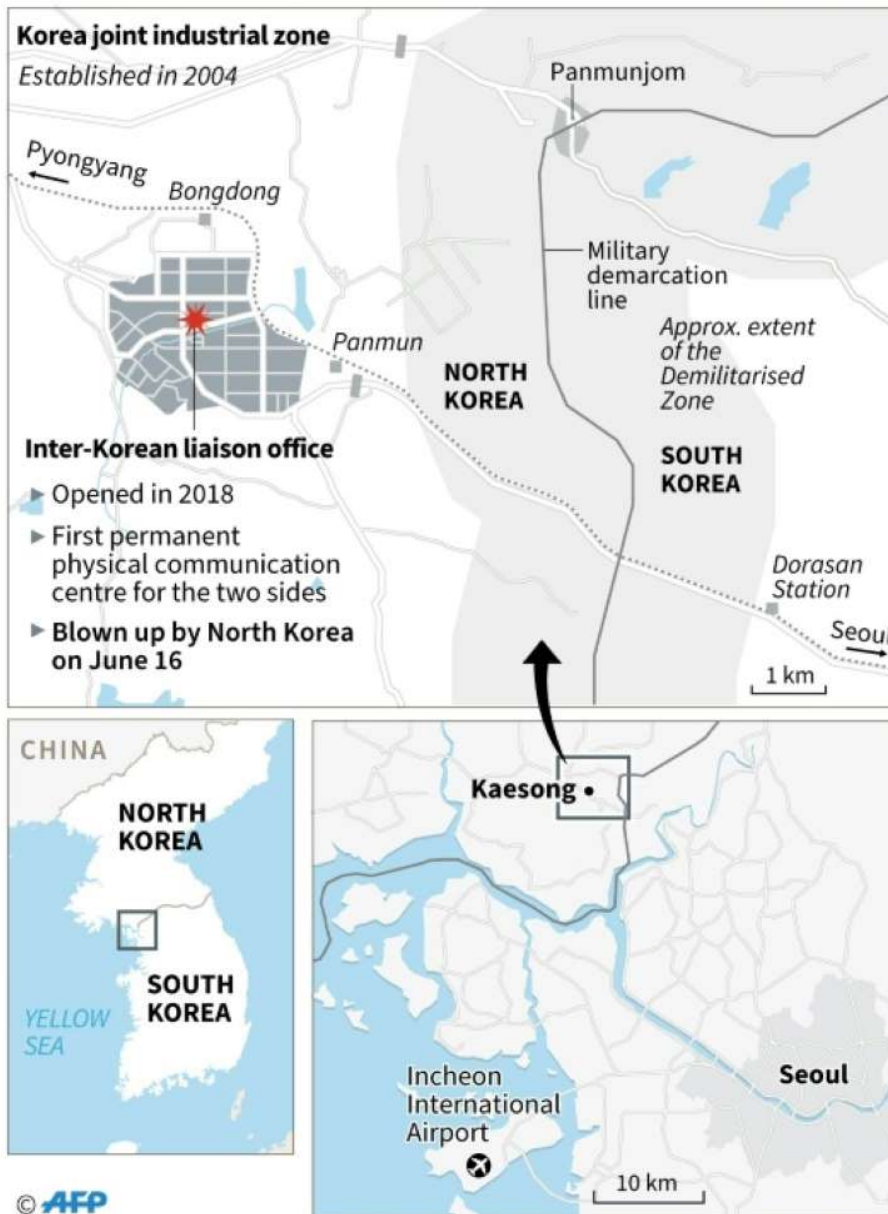 Korea joint industrial zone
Established in 2004
Panmunjom
Pyongyang
Bongdong
Military
demarcation
line
Approx. extent
of the
Demilitarised
Zone
Panmun
NORTH
KOREA
SOUTH
KOREA
Inter-Korean liaison office
Opened in 2018
First permanent
physical communication
centre for the two sides
Blown up by North Korea
on June 16
Dorasan
Station
Seoul
1 km
CHINA
NORTH
KOREA
SOUTH
KOREA
YELLOW
SEA
Kaesong
Seoul
Incheon
International
Airport
10 km
© AFP